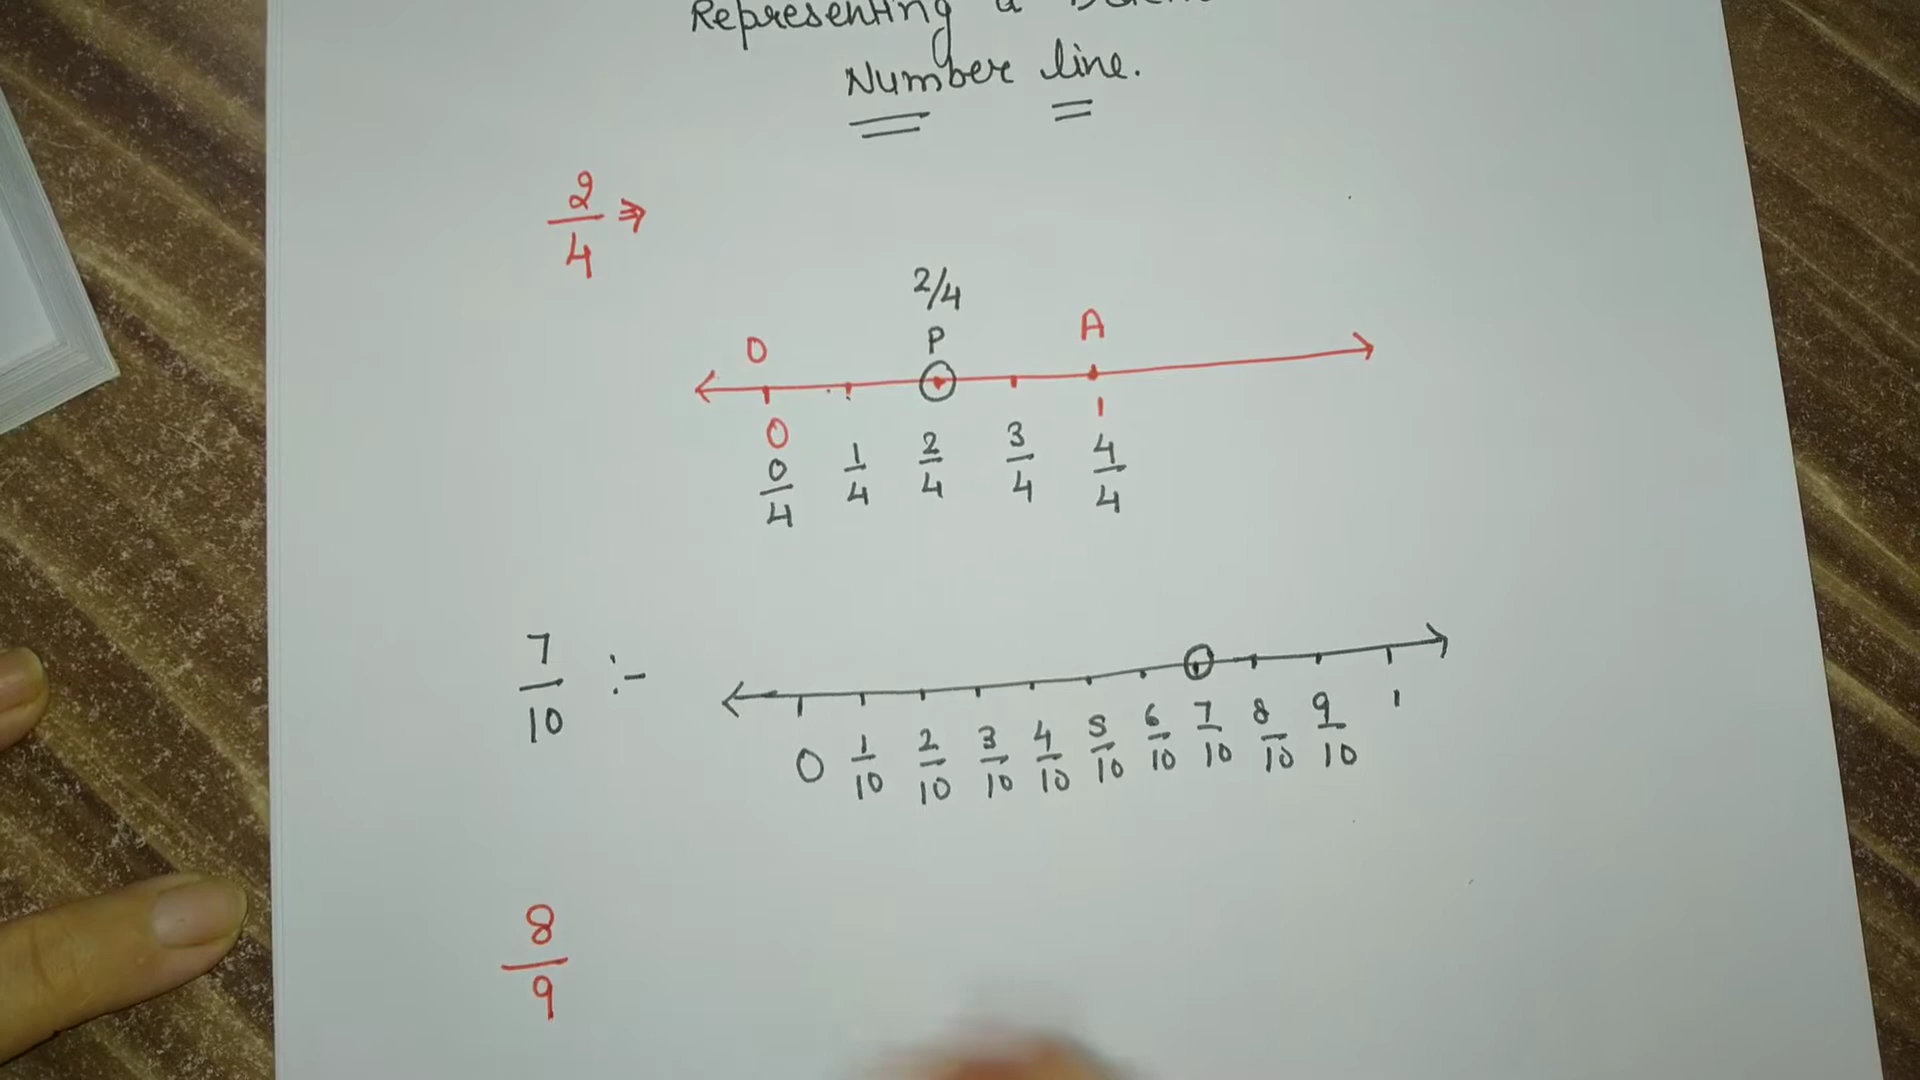 Representing a
Number line.
2/4 ⇒
2/4
O P A
0 1
0/4 1/4 2/4 3/4 4/4
7/10 :-
0 1/10 2/10 3/10 4/10 5/10 6/10 7/10 8/10 9/10 1
8/9